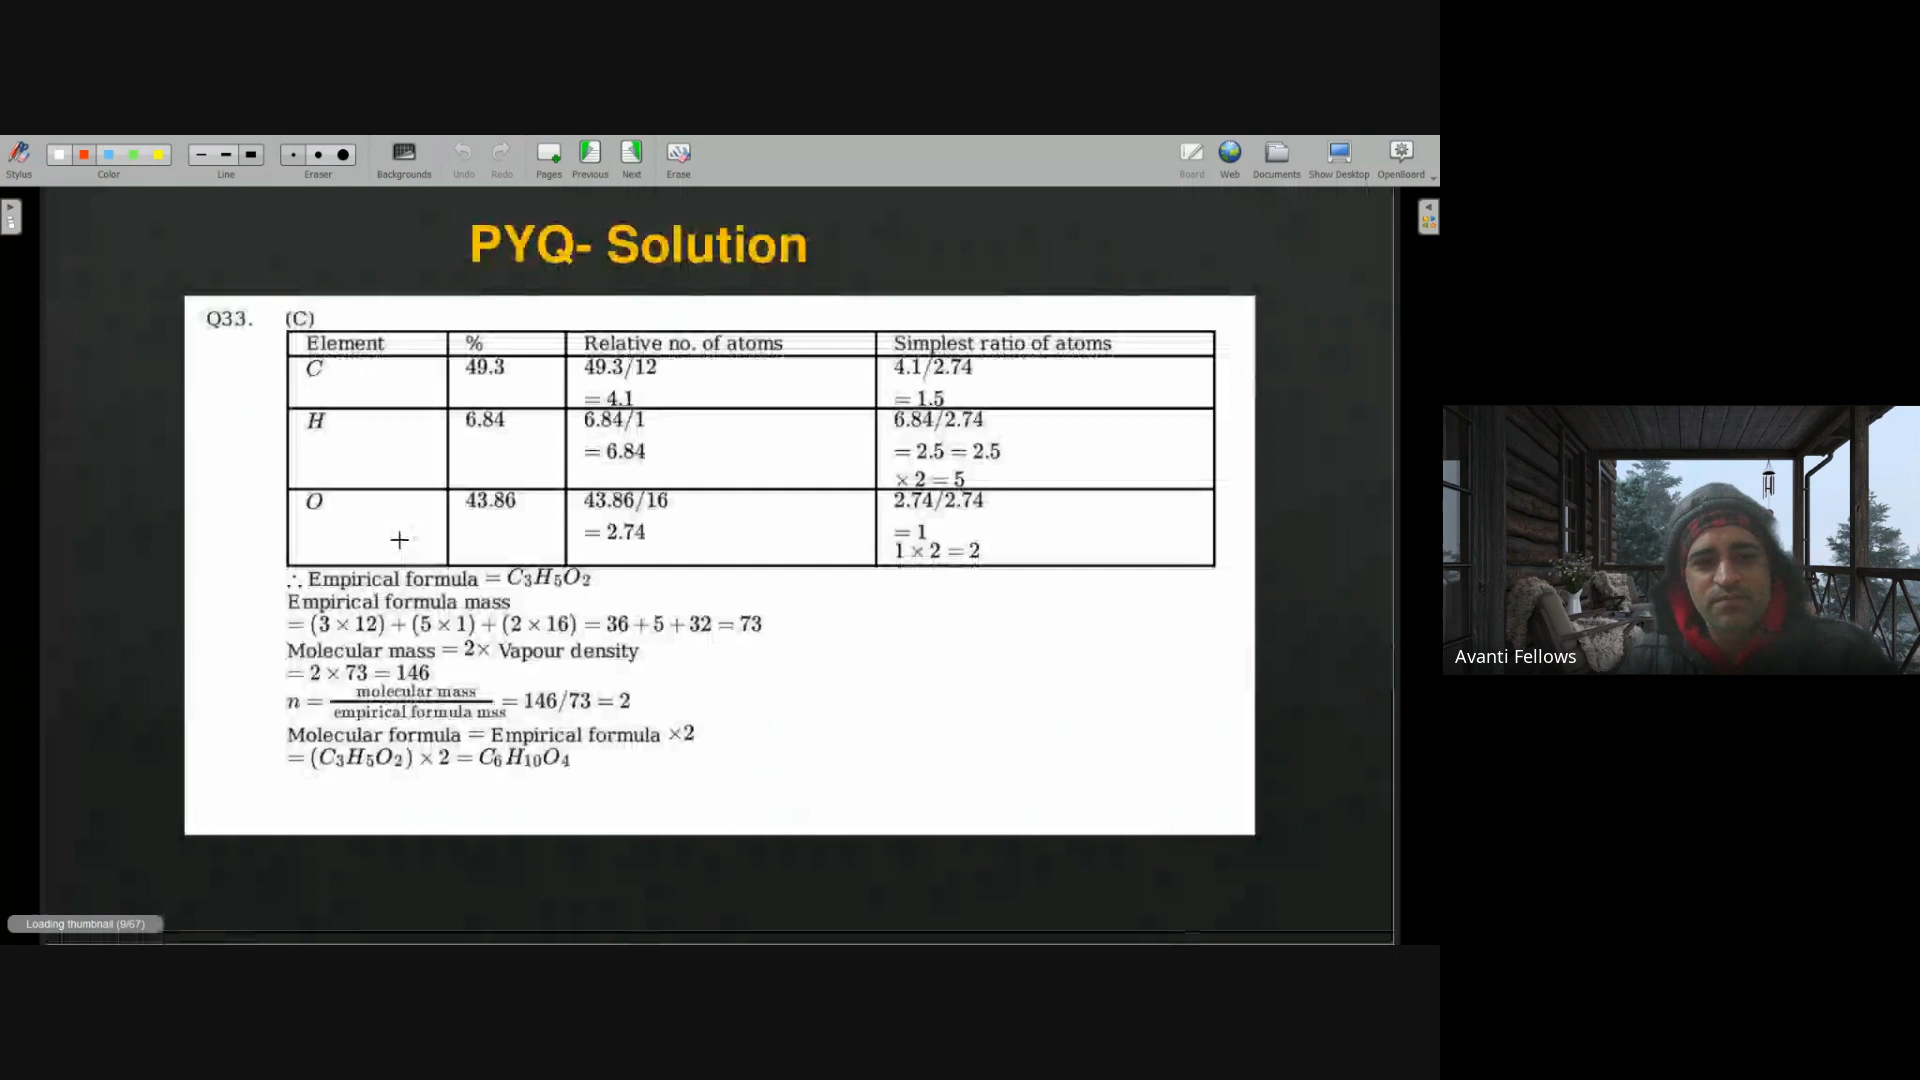 Stylus
Color
Line
Eraser
Backgrounds
Undo
Redo
Pages
Previous
Next
Erase
Board
Web
Documents
Show Desktop
OpenBoard
PYQ- Solution
Q33. (C)
Element % Relative no. of atoms Simplest ratio of atoms
C 49.3 49.3/12 4.1/2.74
= 4.1 = 1.5
H 6.84 6.84/1 6.84/2.74
= 6.84 = 2.5 = 2.5
× 2 = 5
O 43.86 43.86/16 2.74/2.74
= 2.74 = 1
1 × 2 = 2
∴ Empirical formula = C₃H₅O₂
Empirical formula mass
= (3 × 12) + (5 × 1) + (2 × 16) = 36 + 5 + 32 = 73
Molecular mass = 2× Vapour density
= 2 × 73 = 146
n = molecular mass / empirical formula mss = 146/73 = 2
Molecular formula = Empirical formula ×2
= (C₃H₅O₂) × 2 = C₆H₁₀O₄
Loading thumbnail (9/67)
Avanti Fellows